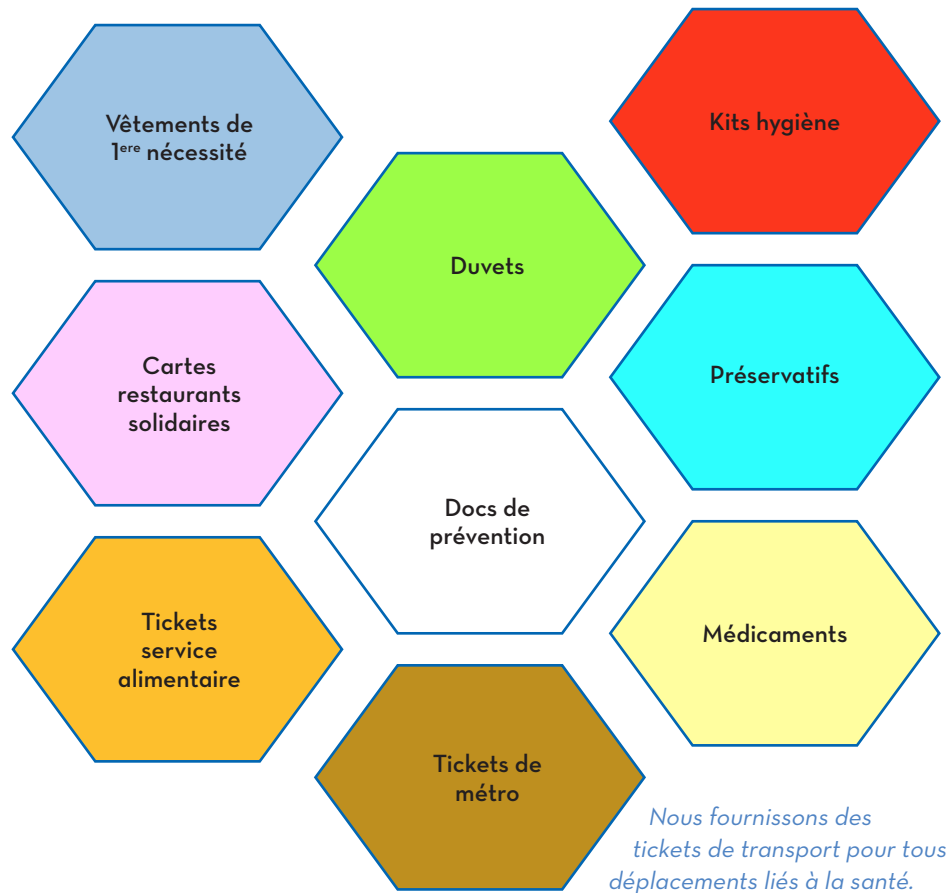 Vêtements de
1ere nécessité
Kits hygiène
Duvets
Cartes
restaurants
solidaires
Préservatifs
Docs de
prévention
Tickets
service
alimentaire
Médicaments
Tickets de
métro
Nous fournissons des
tickets de transport pour tous
déplacements liés à la santé.